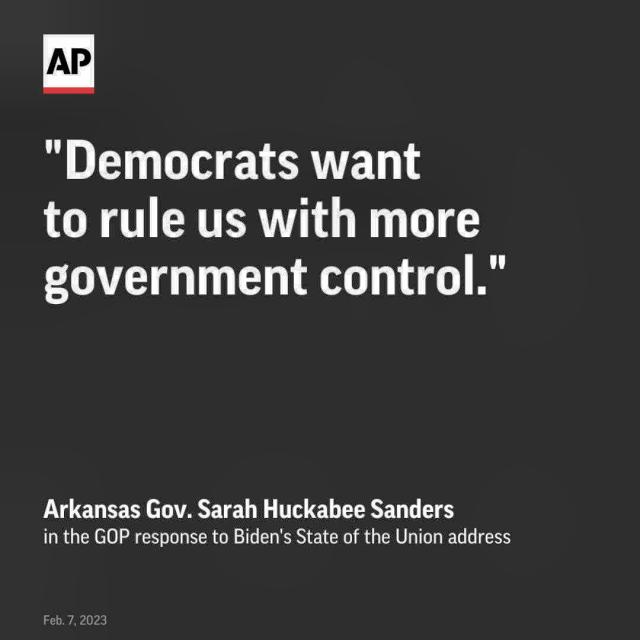 AP
"Democrats want
to rule us with more
government control."
Arkansas Gov. Sarah Huckabee Sanders
in the GOP response to Biden's State of the Union address
Feb. 7, 2023